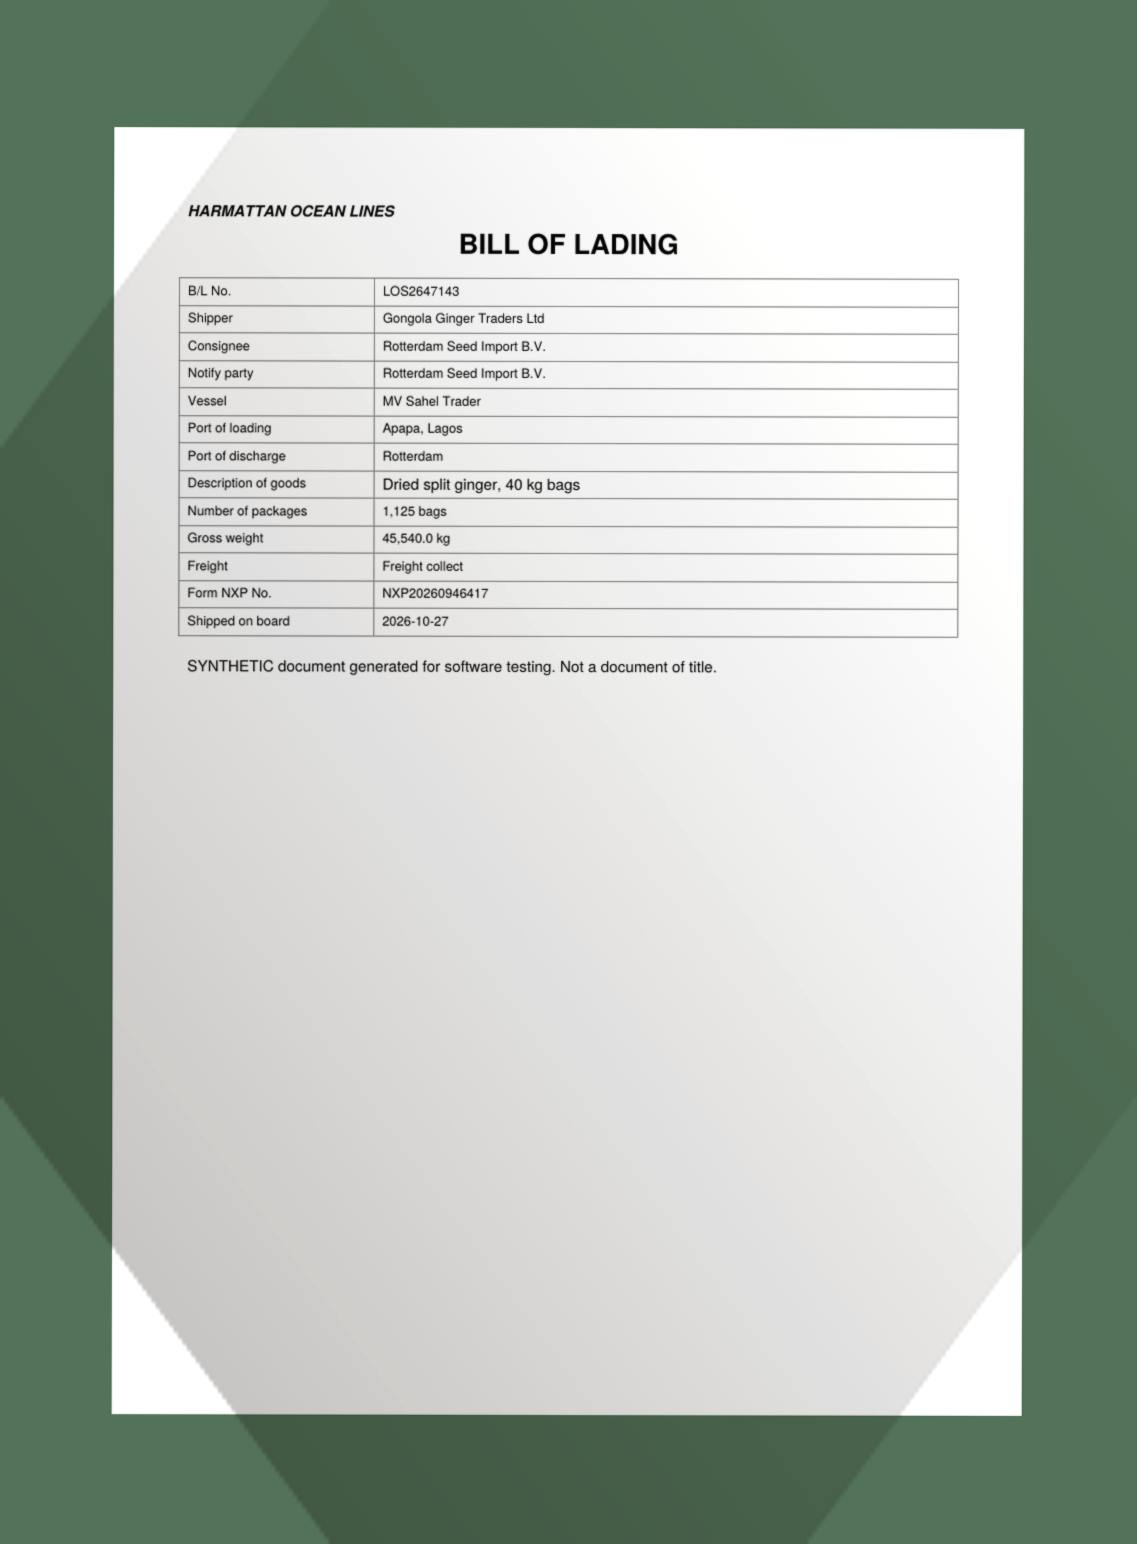 HARMATTAN OCEAN LINES
BILL OF LADING
B/L No. LOS2647143
Shipper Gongola Ginger Traders Ltd
Consignee Rotterdam Seed Import B.V.
Notify party Rotterdam Seed Import B.V.
Vessel MV Sahel Trader
Port of loading Apapa, Lagos
Port of discharge Rotterdam
Description of goods Dried split ginger, 40 kg bags
Number of packages 1,125 bags
Gross weight 45,540.0 kg
Freight Freight collect
Form NXP No. NXP20260946417
Shipped on board 2026-10-27
SYNTHETIC document generated for software testing. Not a document of title.